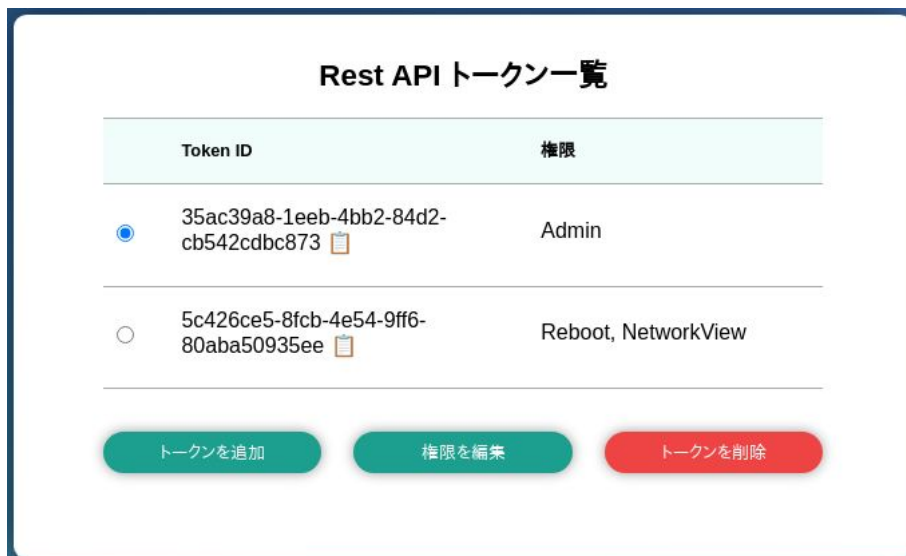 Rest API トークン一覧
Token ID 権限
35ac39a8-1eeb-4bb2-84d2-
cb542cdbc873 📋 Admin
5c426ce5-8fcb-4e54-9ff6-
80aba50935ee 📋 Reboot, NetworkView
トークンを追加 権限を編集 トークンを削除